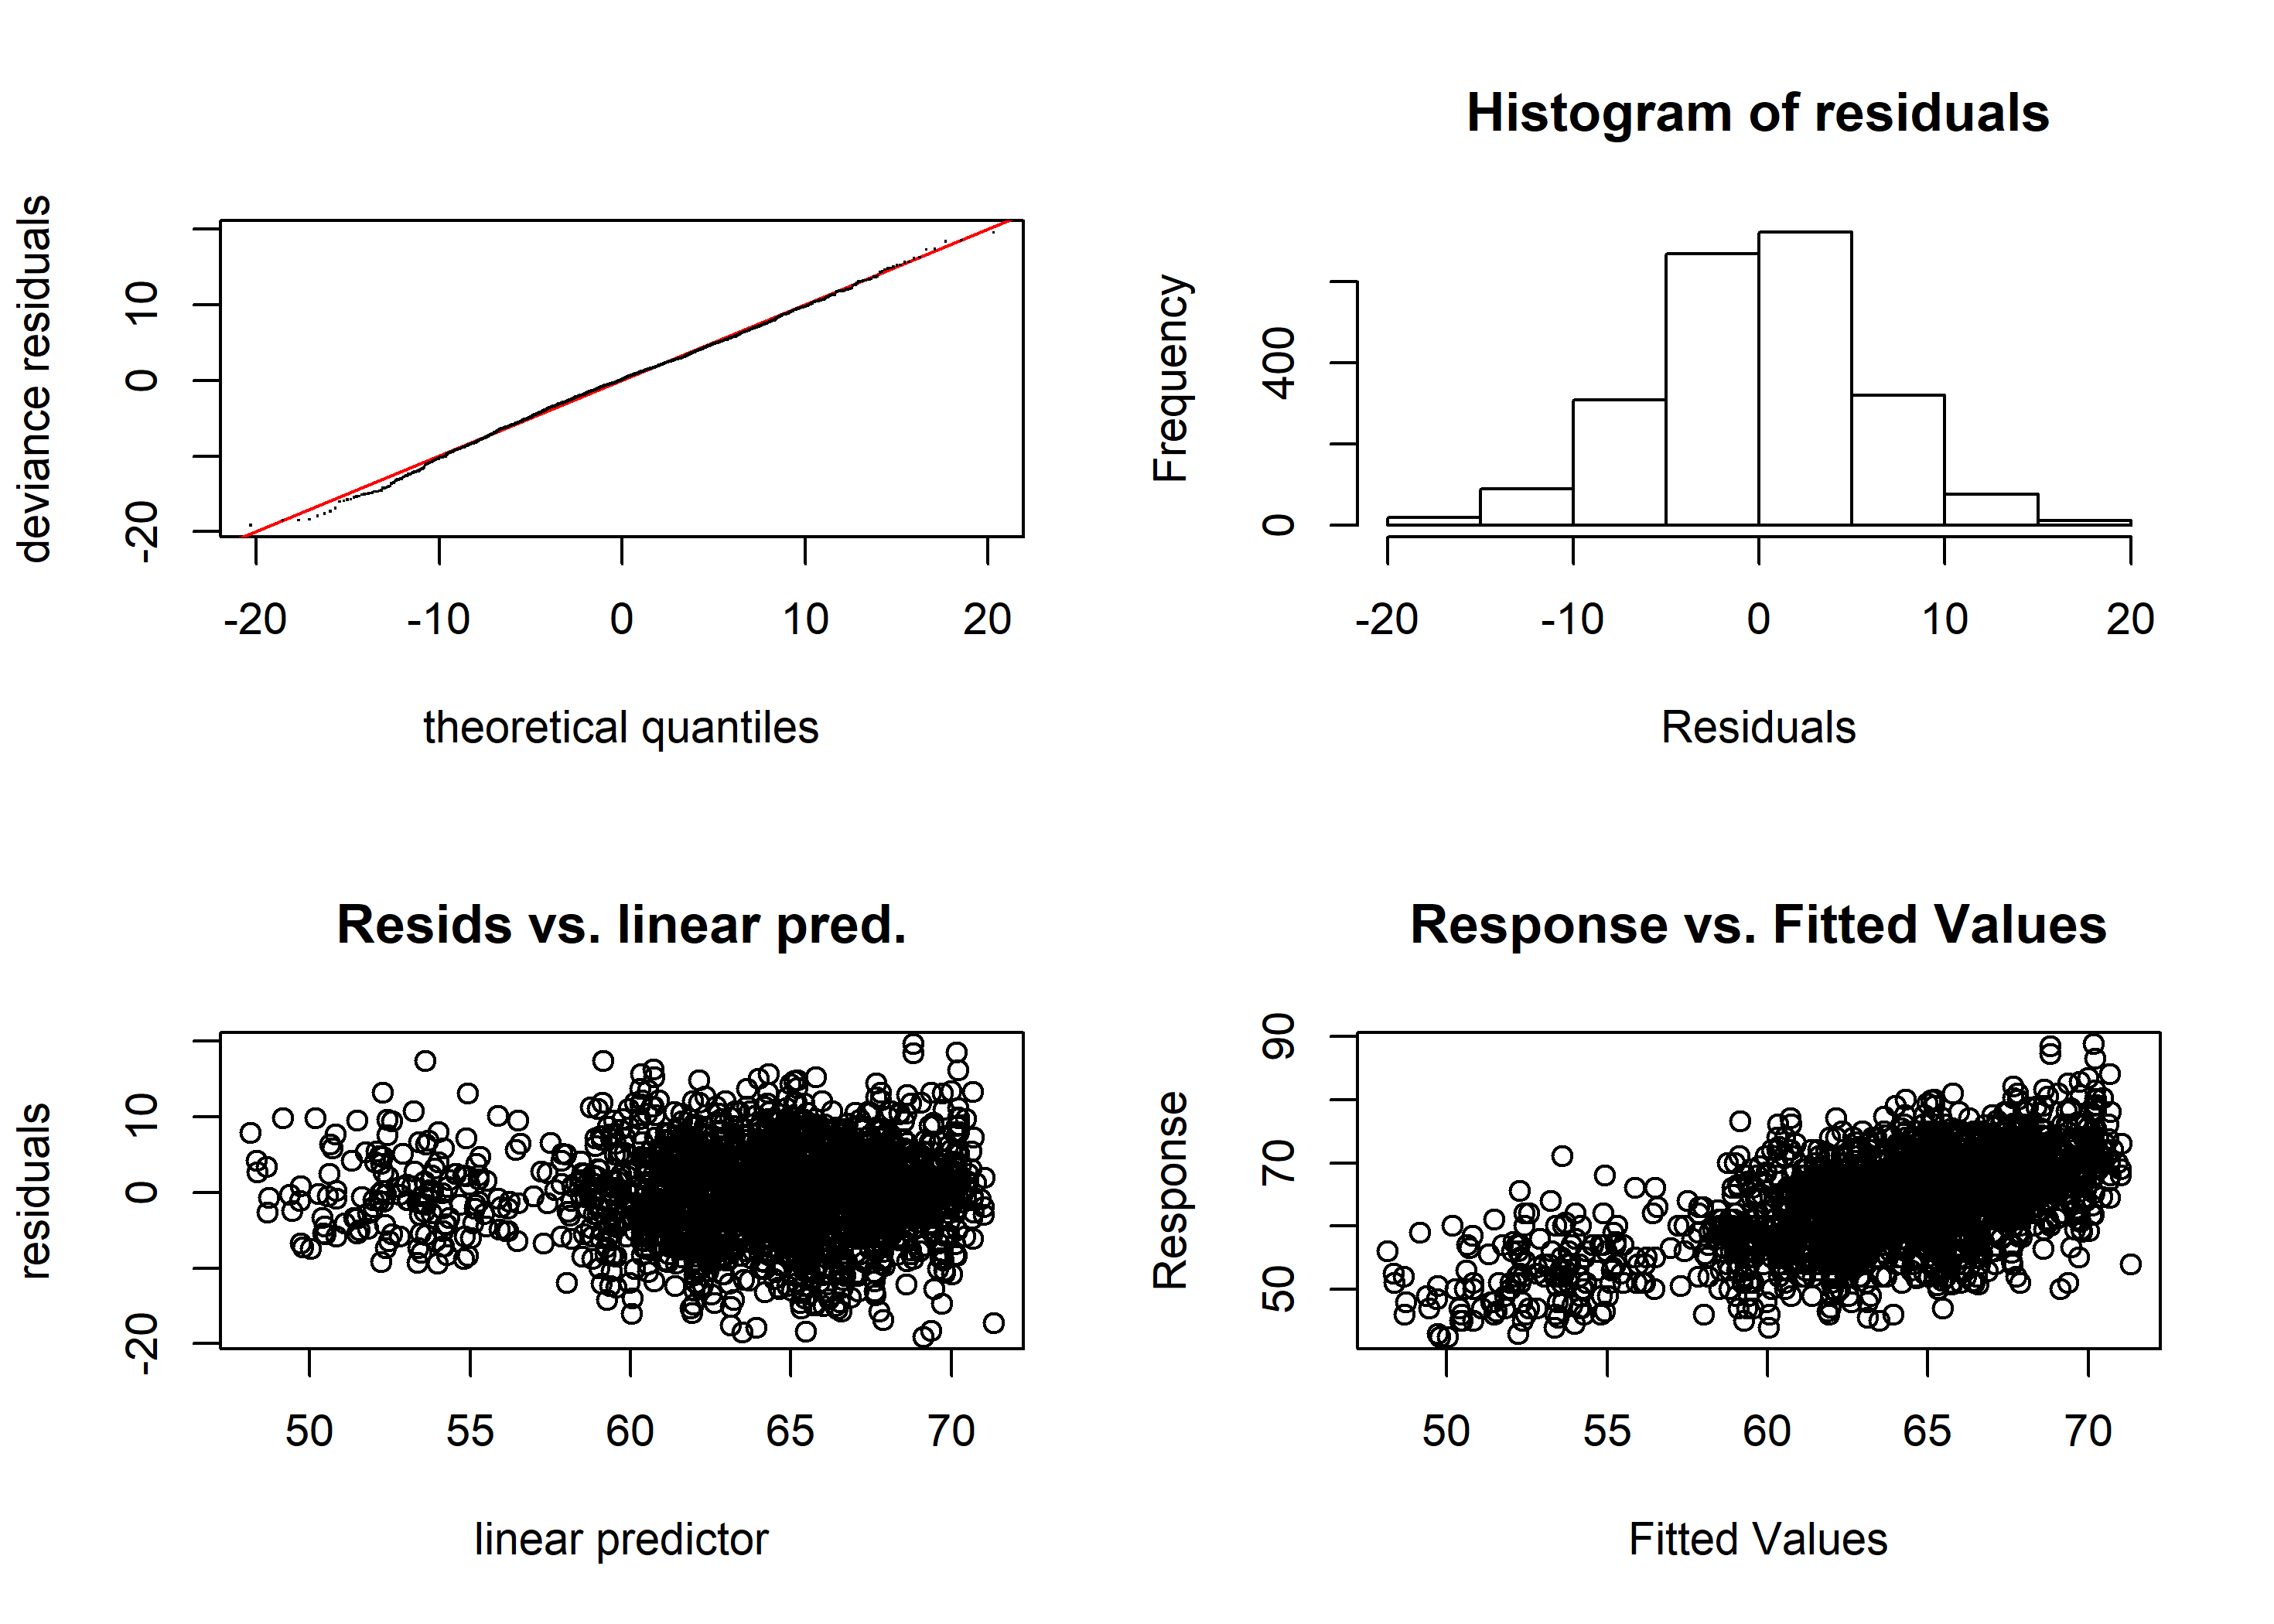 deviance residuals
-20
0
10
-20
-10
0
10
20
theoretical quantiles
Histogram of residuals
Frequency
0
400
-20
-10
0
10
20
Residuals
Resids vs. linear pred.
residuals
-20
0
10
50
55
60
65
70
linear predictor
Response vs. Fitted Values
Response
50
70
90
50
55
60
65
70
Fitted Values